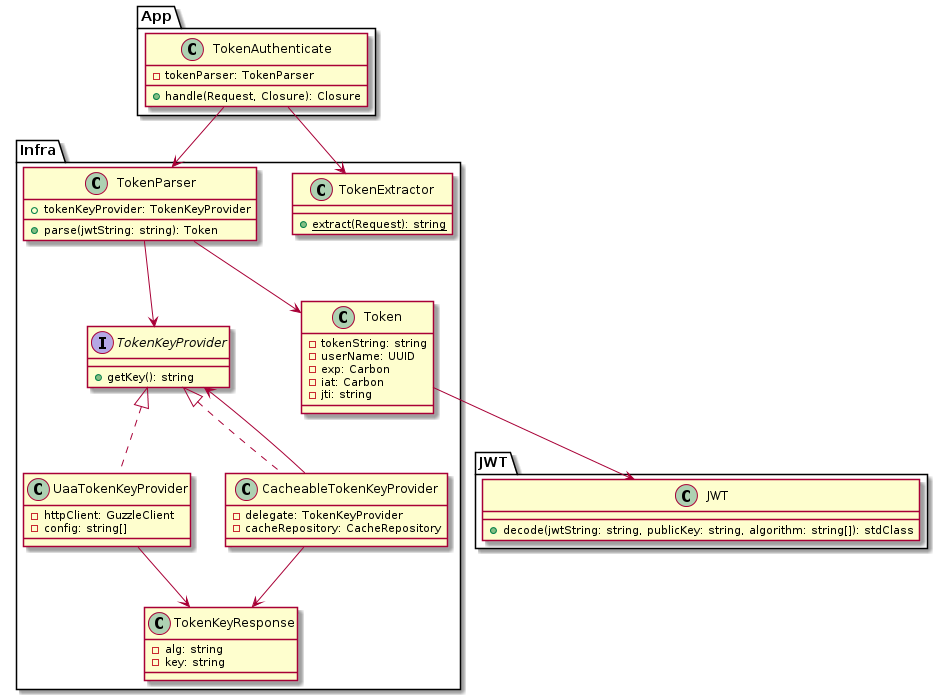 App
C TokenAuthenticate
tokenParser: TokenParser
handle(Request, Closure): Closure
Infra
C TokenParser
tokenKeyProvider: TokenKeyProvider
parse(jwtString: string): Token
C TokenExtractor
extract(Request): string
I TokenKeyProvider
getKey(): string
C Token
tokenString: string
userName: UUID
exp: Carbon
iat: Carbon
jti: string
C UaaTokenKeyProvider
httpClient: GuzzleClient
config: string[]
C CacheableTokenKeyProvider
delegate: TokenKeyProvider
cacheRepository: CacheRepository
JWT
C JWT
decode(jwtString: string, publicKey: string, algorithm: string[]): stdClass
C TokenKeyResponse
alg: string
key: string